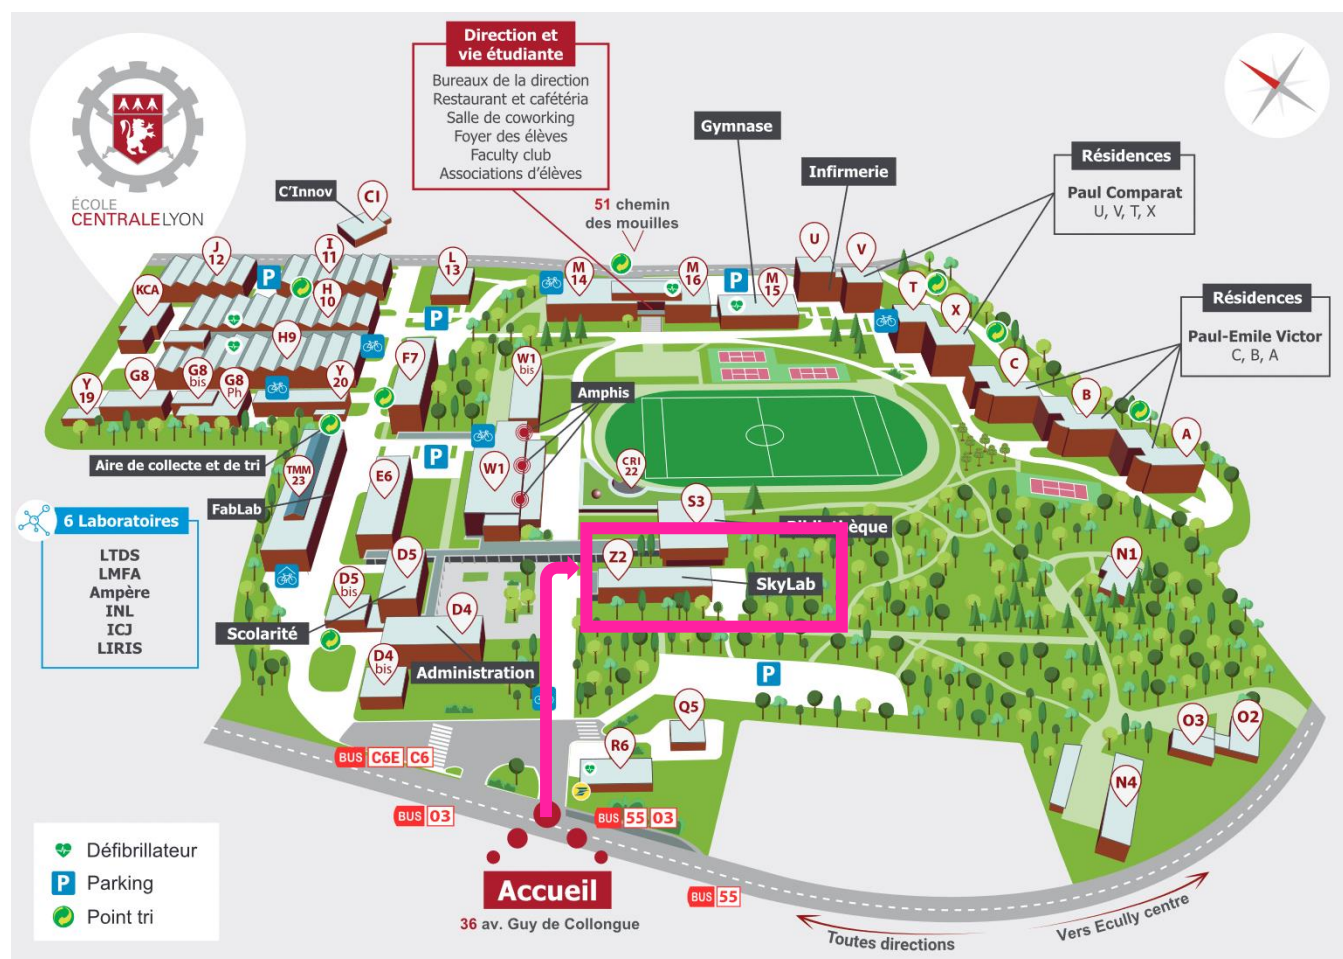 ÉCOLE
CENTRALELYON
Direction et
vie étudiante
Bureaux de la direction
Restaurant et cafétéria
Salle de coworking
Foyer des élèves
Faculty club
Associations d'élèves
51 chemin
des mouilles
Gymnase
Infirmerie
Résidences
Paul Comparat
U, V, T, X
Résidences
Paul-Emile Victor
C, B, A
C'Innov
CI
J
12
I
11
L
13
M
14
M
16
M
15
U
V
T
X
C
B
A
KCA
H
10
H9
F7
W1
bis
Y
19
G8
G8
bis
G8
Ph
Y
20
Amphis
Aire de collecte et de tri
TMM
23
E6
W1
CRI
22
S3
FabLab
Bibliothèque
6 Laboratoires
LTDS
LMFA
Ampère
INL
ICJ
LIRIS
D5
bis
D5
Z2
SkyLab
N1
Scolarité
D4
D4
bis
Administration
P
P
P
P
P
Q5
R6
O3
O2
N4
BUS C6E C6
BUS 03
BUS 55 03
BUS 55
Accueil
36 av. Guy de Collongue
Toutes directions
Vers Ecully centre
Défibrillateur
P Parking
Point tri